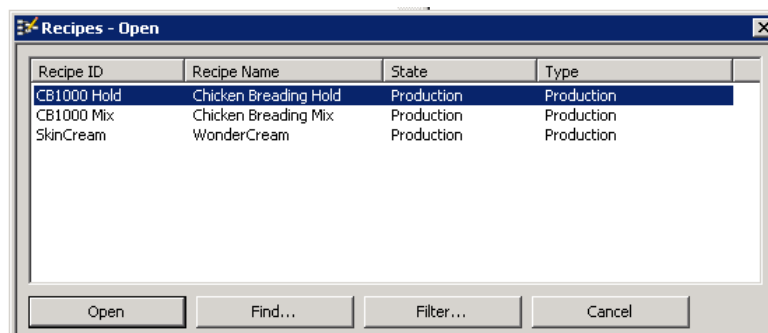 Recipes - Open
Recipe ID Recipe Name State Type
CB1000 Hold Chicken Breading Hold Production Production
CB1000 Mix Chicken Breading Mix Production Production
SkinCream WonderCream Production Production
Open Find... Filter... Cancel